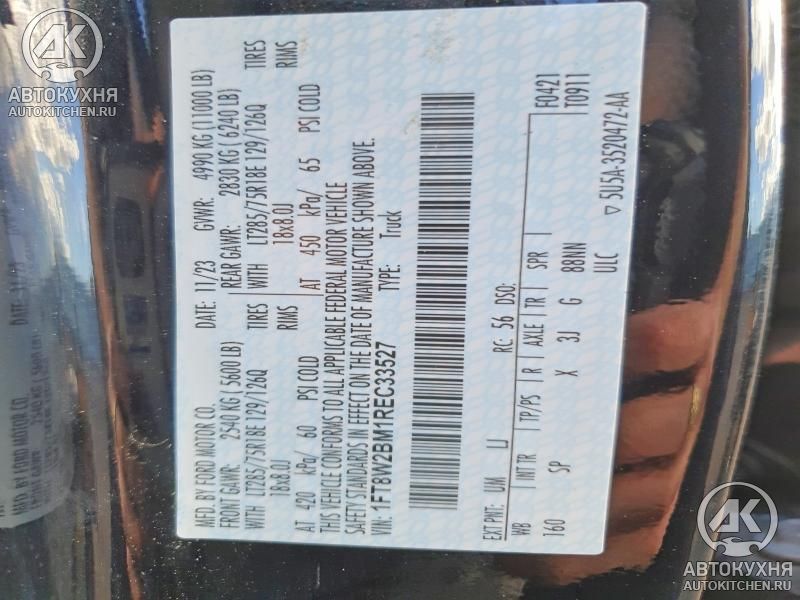 АВТОКУХНЯ
AUTOKITCHEN.RU
MFD. BY FORD MOTOR CO.
DATE: 11/23 GVWR: 4990 KG (11000 LB)
FRONT GAWR: 2540 KG ( 5600 LB) REAR GAWR: 2830 KG ( 6240 LB)
WITH LT285/75R18E 129/126Q TIRES WITH LT285/75R18E 129/126Q TIRES
18x8.0J RIMS 18x8.0J RIMS
AT 420 kPa/ 60 PSI COLD AT 450 kPa/ 65 PSI COLD
THIS VEHICLE CONFORMS TO ALL APPLICABLE FEDERAL MOTOR VEHICLE
SAFETY STANDARDS IN EFFECT ON THE DATE OF MANUFACTURE SHOWN ABOVE.
VIN: 1FT8W2BM1REC33527 TYPE: Truck
F0421
T0911
EXT PNT: UM LJ RC: 56 DSO:
WB INT TR TP/PS R AXLE TR SPR
160 SP X 3J G 88NN
ULC
▽ 5U5A-3520472-AA
MFD. BY FORD MOTOR CO.
АВТОКУХНЯ
AUTOKITCHEN.RU